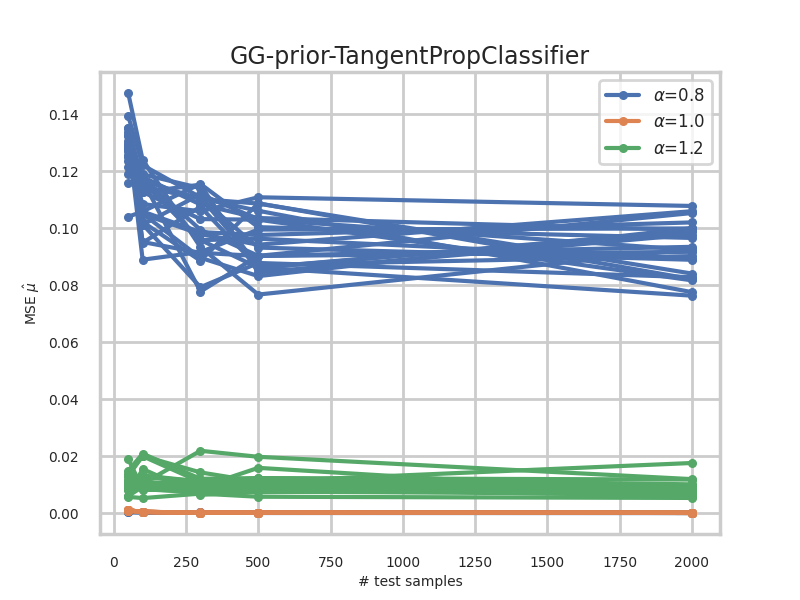 GG-prior-TangentPropClassifier
α=0.8
α=1.0
α=1.2
MSE μ̂
0.14
0.12
0.10
0.08
0.06
0.04
0.02
0.00
0 250 500 750 1000 1250 1500 1750 2000
# test samples